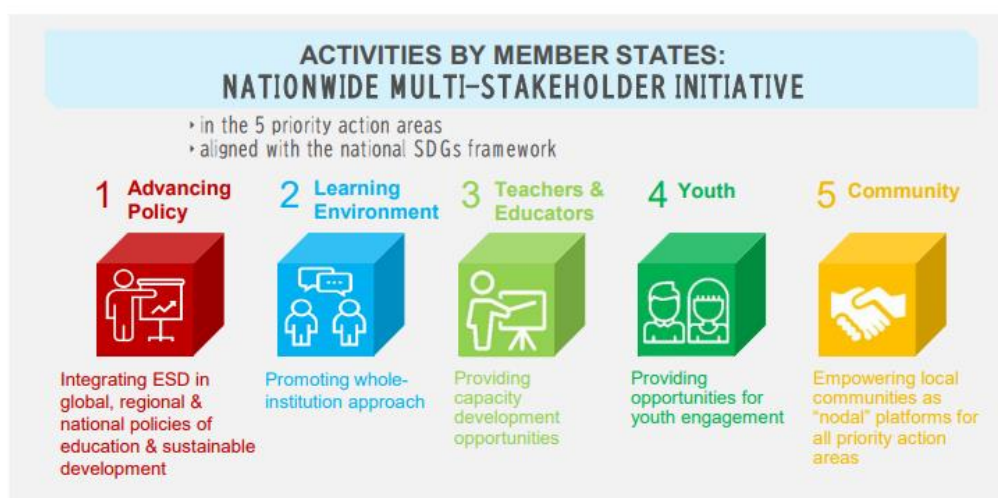 ACTIVITIES BY MEMBER STATES:
NATIONWIDE MULTI-STAKEHOLDER INITIATIVE
‣ in the 5 priority action areas
‣ aligned with the national SDGs framework
1 Advancing
Policy
Integrating ESD in
global, regional &
national policies of
education & sustainable
development
2 Learning
Environment
Promoting whole-
institution approach
3 Teachers &
Educators
Providing
capacity
development
opportunities
4 Youth
Providing
opportunities for
youth engagement
5 Community
Empowering local
communities as
“nodal” platforms for
all priority action
areas